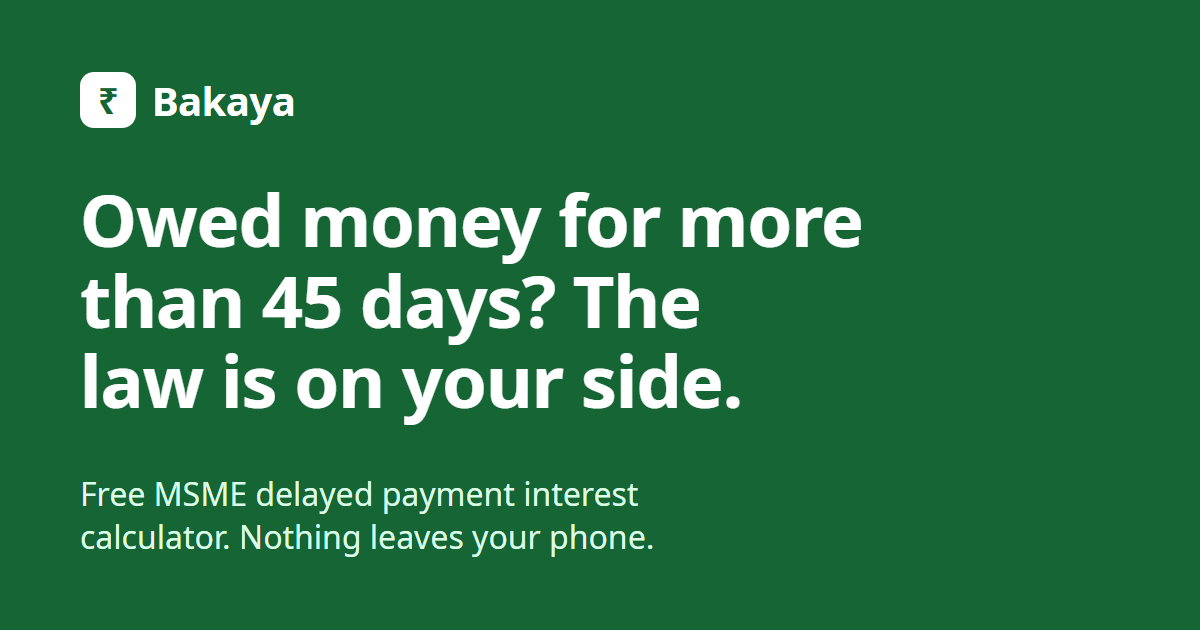 ₹ Bakaya
Owed money for more
than 45 days? The
law is on your side.
Free MSME delayed payment interest
calculator. Nothing leaves your phone.